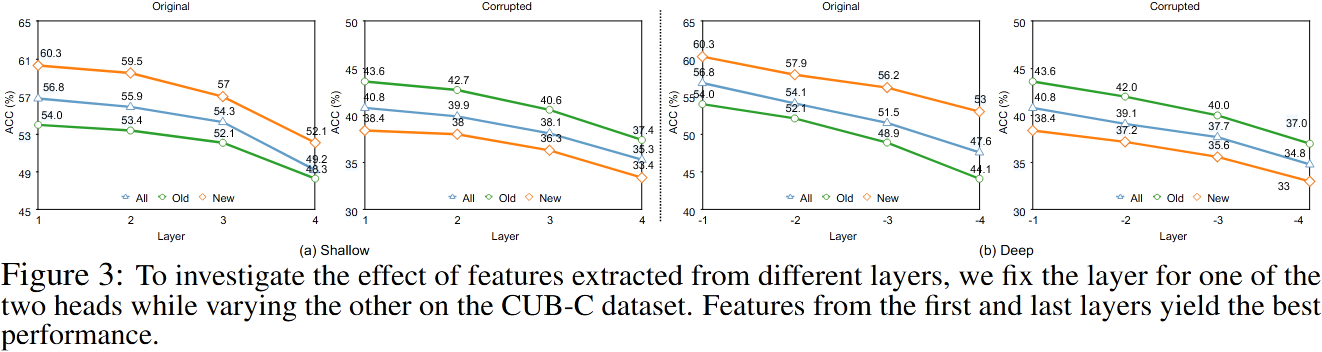 Original
ACC (%)
65
61
57
53
49
45
60.3
59.5
57
52.1
56.8
55.9
54.3
49.2
54.0
53.4
52.1
48.3
All Old New
1 2 3 4
Layer
Corrupted
ACC (%)
50
45
40
35
30
43.6
42.7
40.6
37.4
40.8
39.9
38.1
35.3
38.4
38
36.3
33.4
All Old New
1 2 3 4
Layer
(a) Shallow
Original
ACC (%)
65
60
55
50
45
40
60.3
57.9
56.2
53
56.8
54.1
51.5
47.6
54.0
52.1
48.9
44.1
All Old New
-1 -2 -3 -4
Layer
Corrupted
ACC (%)
50
45
40
35
30
43.6
42.0
40.0
37.0
40.8
39.1
37.7
34.8
38.4
37.2
35.6
33
All Old New
-1 -2 -3 -4
Layer
(b) Deep
Figure 3: To investigate the effect of features extracted from different layers, we fix the layer for one of the
two heads while varying the other on the CUB-C dataset. Features from the first and last layers yield the best
performance.